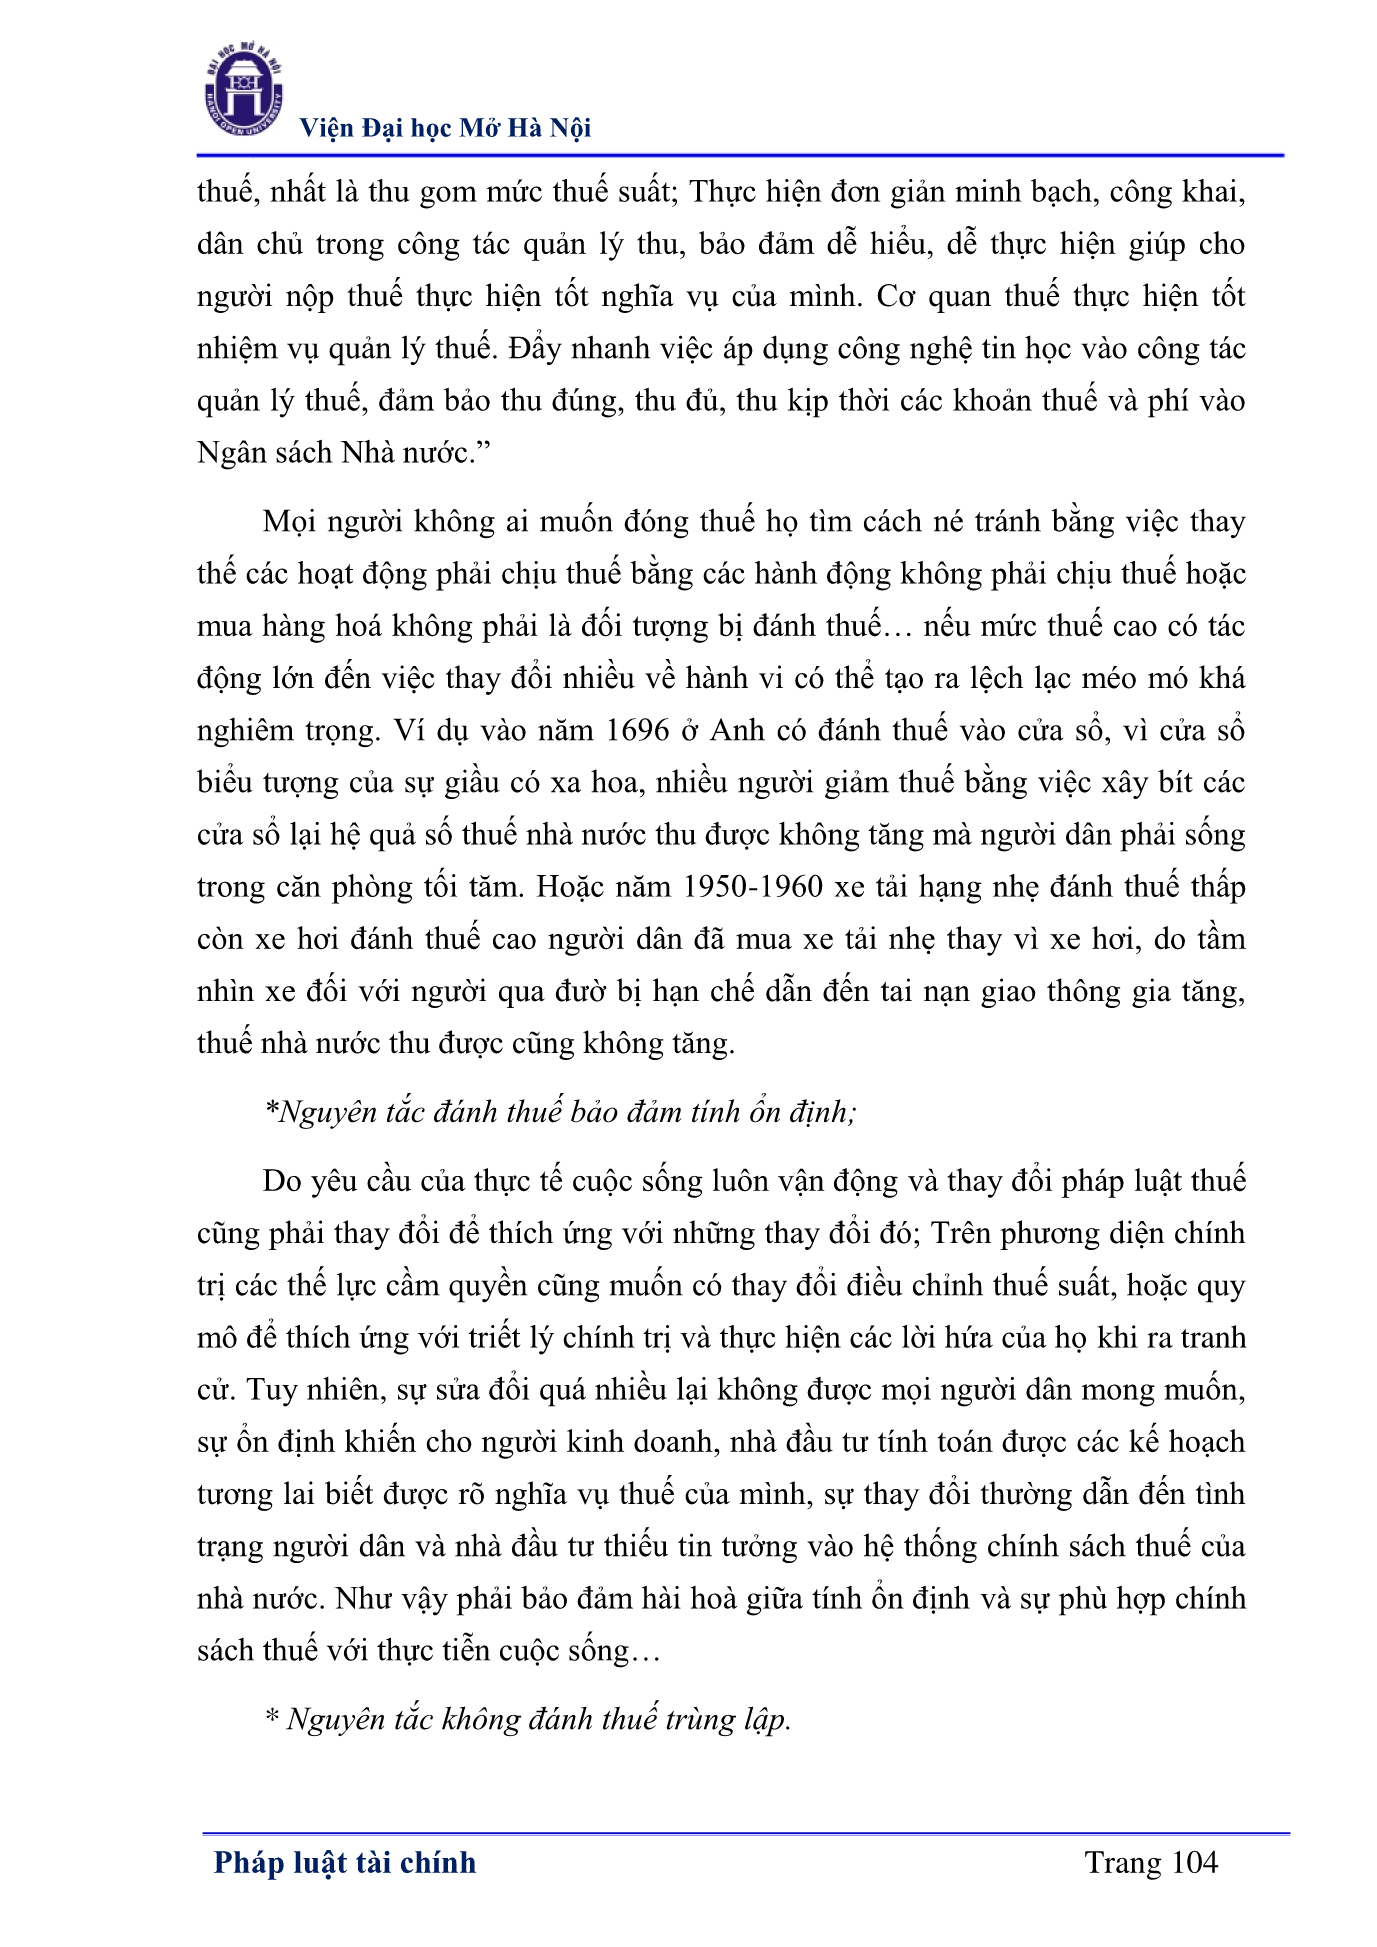 ĐẠI HỌC MỞ HÀ NỘI
HANOI OPEN UNIVERSITY
Viện Đại học Mở Hà Nội
thuế, nhất là thu gom mức thuế suất; Thực hiện đơn giản minh bạch, công khai,
dân chủ trong công tác quản lý thu, bảo đảm dễ hiểu, dễ thực hiện giúp cho
người nộp thuế thực hiện tốt nghĩa vụ của mình. Cơ quan thuế thực hiện tốt
nhiệm vụ quản lý thuế. Đẩy nhanh việc áp dụng công nghệ tin học vào công tác
quản lý thuế, đảm bảo thu đúng, thu đủ, thu kịp thời các khoản thuế và phí vào
Ngân sách Nhà nước.”
Mọi người không ai muốn đóng thuế họ tìm cách né tránh bằng việc thay
thế các hoạt động phải chịu thuế bằng các hành động không phải chịu thuế hoặc
mua hàng hoá không phải là đối tượng bị đánh thuế… nếu mức thuế cao có tác
động lớn đến việc thay đổi nhiều về hành vi có thể tạo ra lệch lạc méo mó khá
nghiêm trọng. Ví dụ vào năm 1696 ở Anh có đánh thuế vào cửa sổ, vì cửa sổ
biểu tượng của sự giầu có xa hoa, nhiều người giảm thuế bằng việc xây bít các
cửa sổ lại hệ quả số thuế nhà nước thu được không tăng mà người dân phải sống
trong căn phòng tối tăm. Hoặc năm 1950-1960 xe tải hạng nhẹ đánh thuế thấp
còn xe hơi đánh thuế cao người dân đã mua xe tải nhẹ thay vì xe hơi, do tầm
nhìn xe đối với người qua đườ bị hạn chế dẫn đến tai nạn giao thông gia tăng,
thuế nhà nước thu được cũng không tăng.
*Nguyên tắc đánh thuế bảo đảm tính ổn định;
Do yêu cầu của thực tế cuộc sống luôn vận động và thay đổi pháp luật thuế
cũng phải thay đổi để thích ứng với những thay đổi đó; Trên phương diện chính
trị các thế lực cầm quyền cũng muốn có thay đổi điều chỉnh thuế suất, hoặc quy
mô để thích ứng với triết lý chính trị và thực hiện các lời hứa của họ khi ra tranh
cử. Tuy nhiên, sự sửa đổi quá nhiều lại không được mọi người dân mong muốn,
sự ổn định khiến cho người kinh doanh, nhà đầu tư tính toán được các kế hoạch
tương lai biết được rõ nghĩa vụ thuế của mình, sự thay đổi thường dẫn đến tình
trạng người dân và nhà đầu tư thiếu tin tưởng vào hệ thống chính sách thuế của
nhà nước. Như vậy phải bảo đảm hài hoà giữa tính ổn định và sự phù hợp chính
sách thuế với thực tiễn cuộc sống…
* Nguyên tắc không đánh thuế trùng lập.
Pháp luật tài chính Trang 104